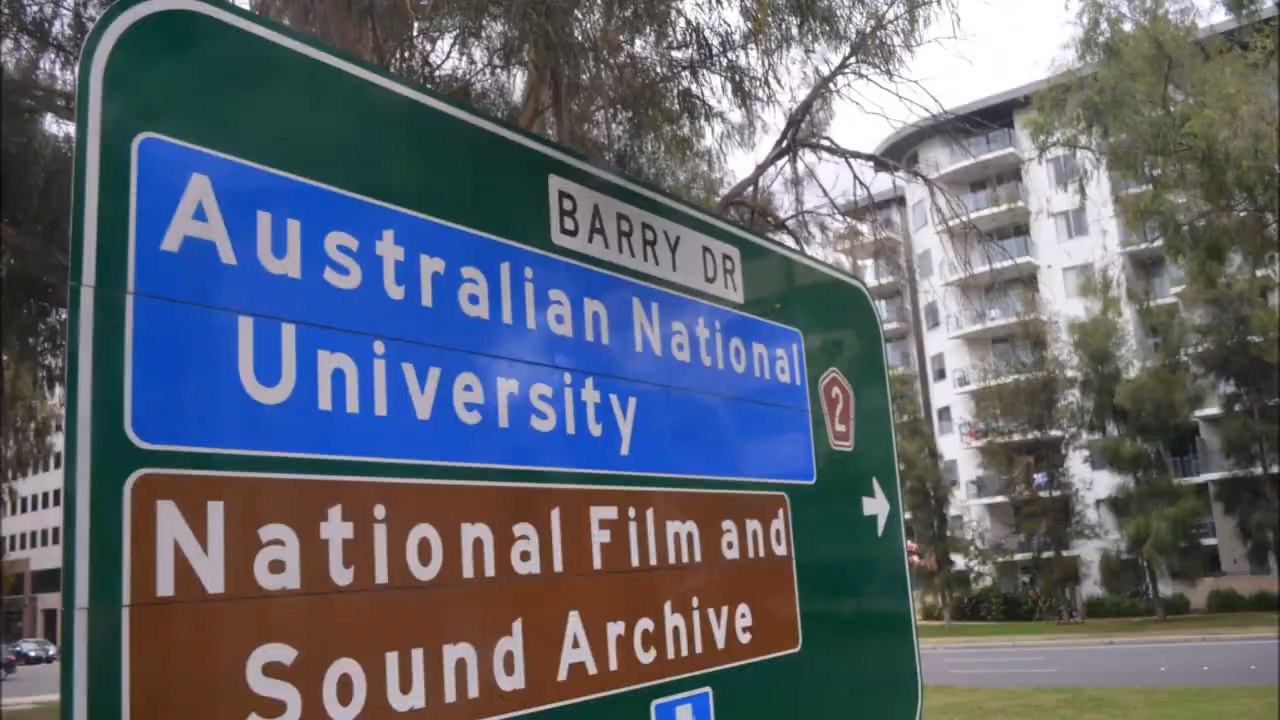 BARRY DR
Australian National
University
2
National Film and
Sound Archive